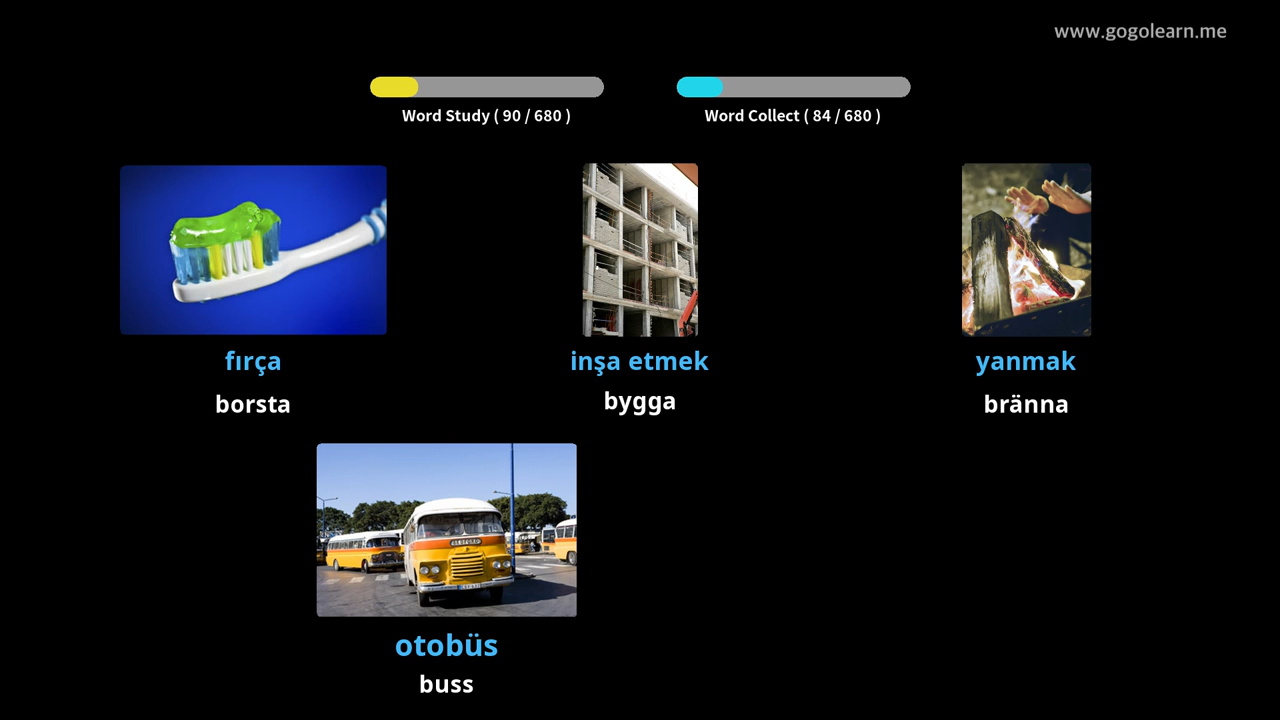 www.gogolearn.me
Word Study ( 90 / 680 )
Word Collect ( 84 / 680 )
fırça
borsta
inşa etmek
bygga
yanmak
bränna
BEDFORD
otobüs
buss